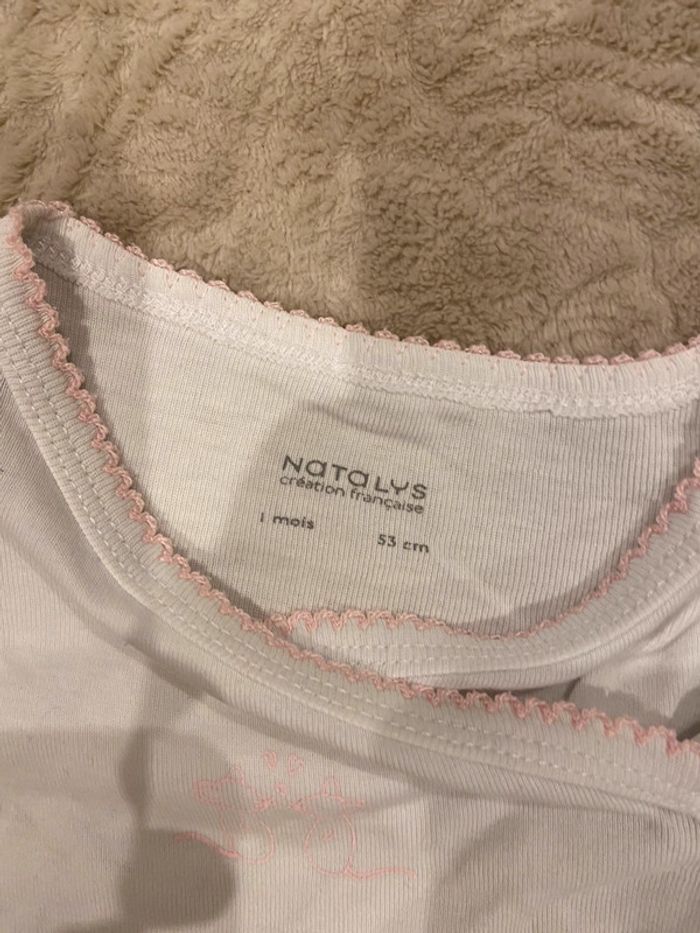 NATALYS
création française
1 mois 53 cm